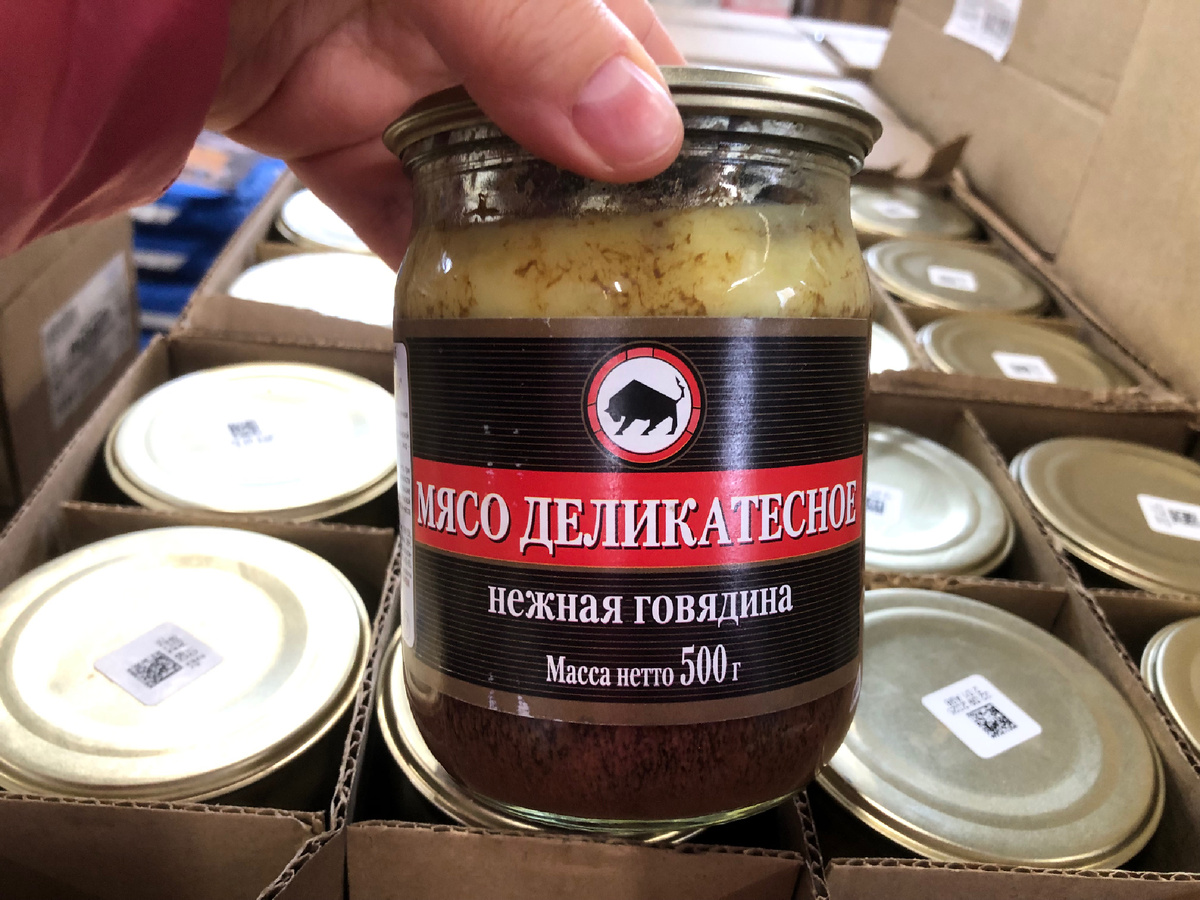 МЯСО ДЕЛИКАТЕСНОЕ
нежная говядина
Масса нетто 500 г